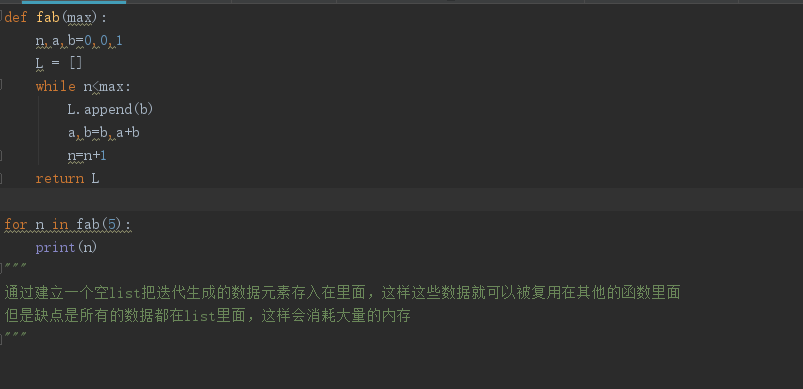 def fab(max):
    n,a,b=0,0,1
    L = []
    while n<max:
        L.append(b)
        a,b=b,a+b
        n=n+1
    return L
for n in fab(5):
    print(n)
"""
通过建立一个空list把迭代生成的数据元素存入在里面，这样这些数据就可以被复用在其他的函数里面
但是缺点是所有的数据都在list里面，这样会消耗大量的内存
"""